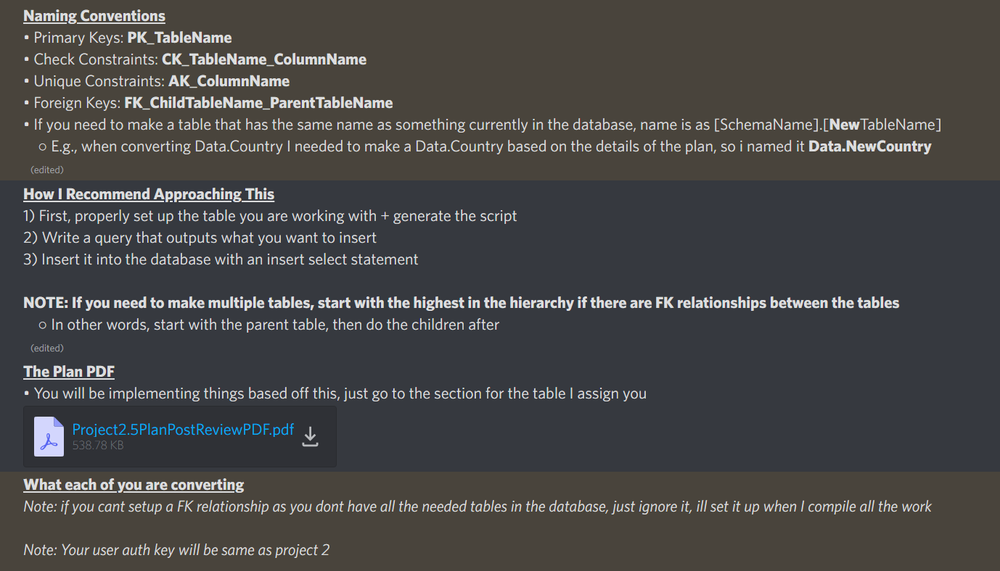 Naming Conventions
• Primary Keys: PK_TableName
• Check Constraints: CK_TableName_ColumnName
• Unique Constraints: AK_ColumnName
• Foreign Keys: FK_ChildTableName_ParentTableName
• If you need to make a table that has the same name as something currently in the database, name is as [SchemaName].[NewTableName]
○ E.g., when converting Data.Country I needed to make a Data.Country based on the details of the plan, so i named it Data.NewCountry
(edited)
How I Recommend Approaching This
1) First, properly set up the table you are working with + generate the script
2) Write a query that outputs what you want to insert
3) Insert it into the database with an insert select statement
NOTE: If you need to make multiple tables, start with the highest in the hierarchy if there are FK relationships between the tables
○ In other words, start with the parent table, then do the children after
(edited)
The Plan PDF
• You will be implementing things based off this, just go to the section for the table I assign you
Project2.5PlanPostReviewPDF.pdf
538.78 KB
What each of you are converting
Note: if you cant setup a FK relationship as you dont have all the needed tables in the database, just ignore it, ill set it up when I compile all the work
Note: Your user auth key will be same as project 2